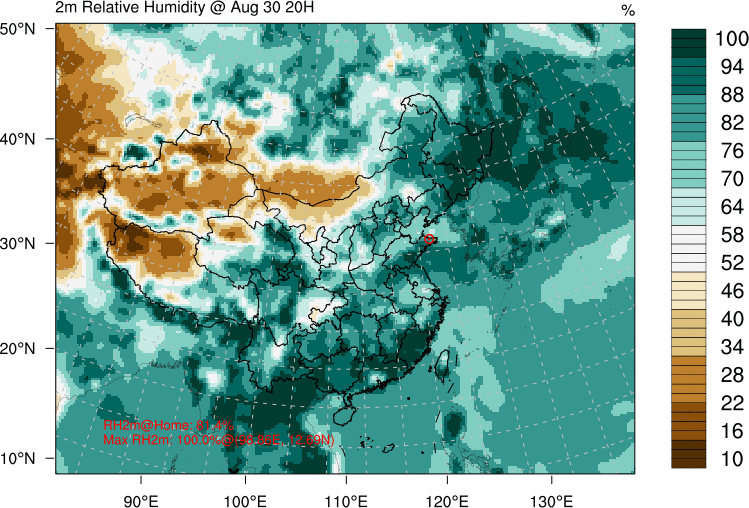 2m Relative Humidity @ Aug 30 20H
%
50°N
40°N
30°N
20°N
10°N
90°E
100°E
110°E
120°E
130°E
100
94
88
82
76
70
64
58
52
46
40
34
28
22
16
10
RH2m@Home:
Max RH2m: 100.0%@